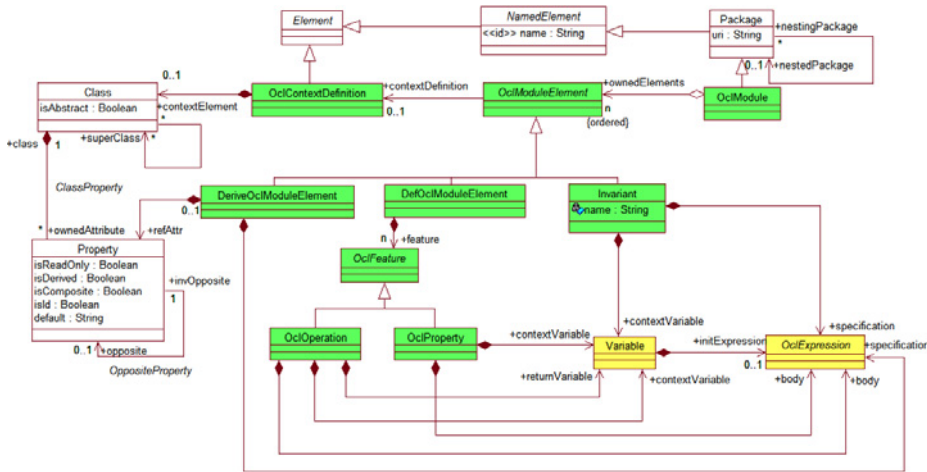 Element
NamedElement
<<id>> name : String
Package
uri : String
+nestingPackage
*
0..1
+nestedPackage
Class
isAbstract : Boolean
0..1
+contextElement
*
+superClass
*
OclContextDefinition
+contextDefinition
0..1
OclModuleElement
+ownedElements
n
{ordered}
OclModule
+class
1
ClassProperty
*
+ownedAttribute
DeriveOclModuleElement
0..1
+refAttr
DefOclModuleElement
n
+feature
Invariant
name : String
Property
isReadOnly : Boolean
isDerived : Boolean
isComposite : Boolean
isId : Boolean
default : String
+invOpposite
1
0..1
+opposite
OppositeProperty
OclFeature
OclOperation
OclProperty
+contextVariable
+contextVariable
Variable
+initExpression
0..1
+specification
OclExpression
+specification
+returnVariable
+contextVariable
+body
+body